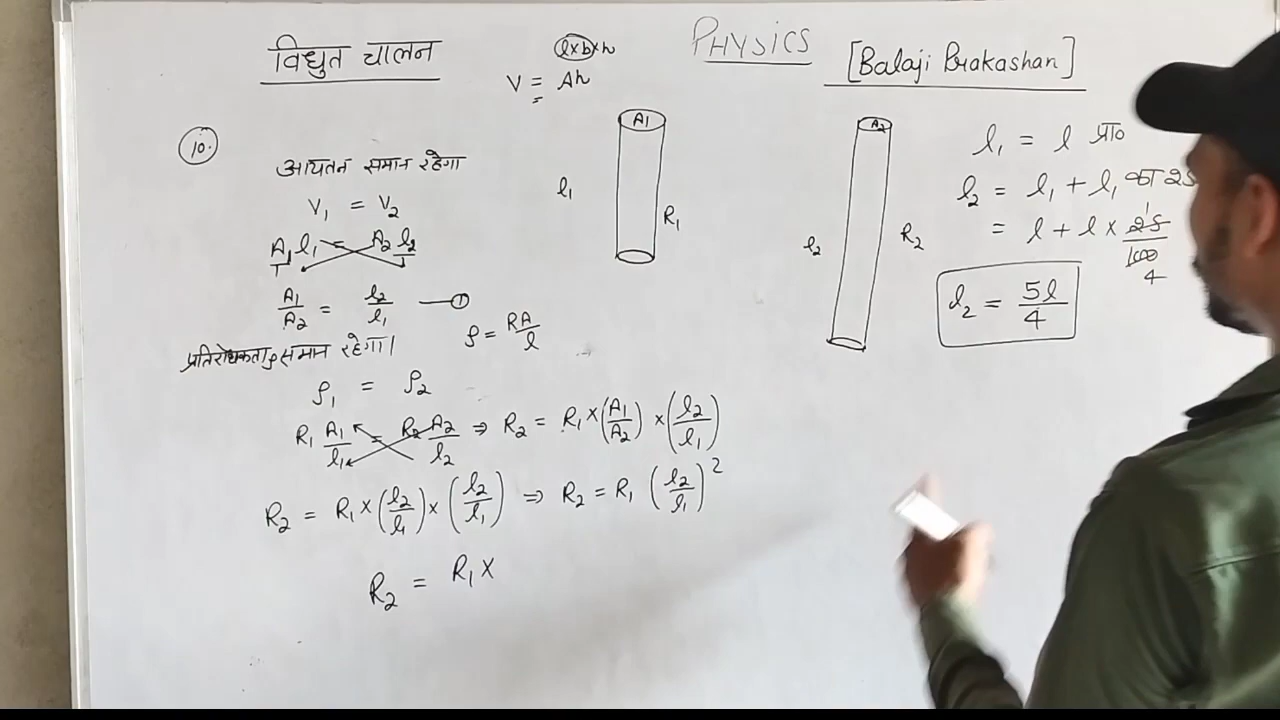 विधुत चालन
l×b×h
V = Ah
PHYSICS
[Balaji Prakashan]
10.
आयतन समान रहेगा
V₁ = V₂
A₁l₁ = A₂l₂
A₁/A₂ = l₂/l₁ —①
प्रतिरोधकता, समान रहेगा।
ρ = RA/l
ρ₁ = ρ₂
R₁ A₁/l₁ = R₂ A₂/l₂ ⇒ R₂ = R₁ × (A₁/A₂) × (l₂/l₁)
R₂ = R₁ × (l₂/l₁) × (l₂/l₁) ⇒ R₂ = R₁ (l₂/l₁)²
R₂ = R₁ ×
A₁
l₁
R₁
A₂
l₂
R₂
l₁ = l प्रा०
l₂ = l₁ + l₁ का 25
= l + l × 25/100
1
4
l₂ = 5l/4